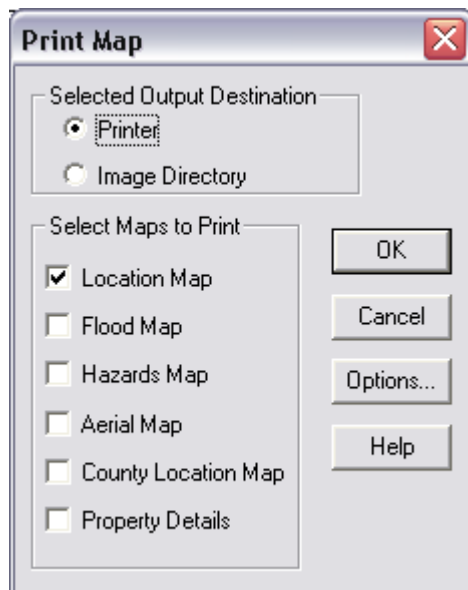 Print Map
Selected Output Destination
Printer
Image Directory
Select Maps to Print
Location Map
Flood Map
Hazards Map
Aerial Map
County Location Map
Property Details
OK
Cancel
Options...
Help